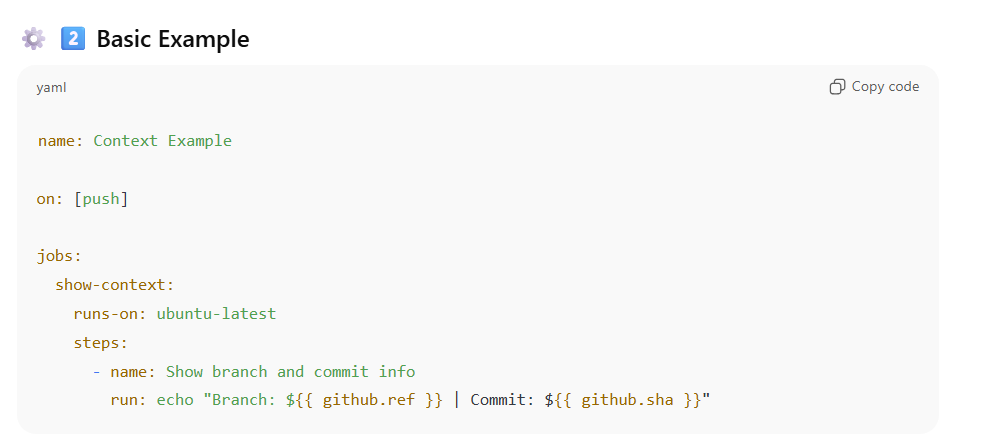 2 Basic Example
yaml
Copy code
name: Context Example
on: [push]
jobs:
  show-context:
    runs-on: ubuntu-latest
    steps:
      - name: Show branch and commit info
        run: echo "Branch: ${{ github.ref }} | Commit: ${{ github.sha }}"